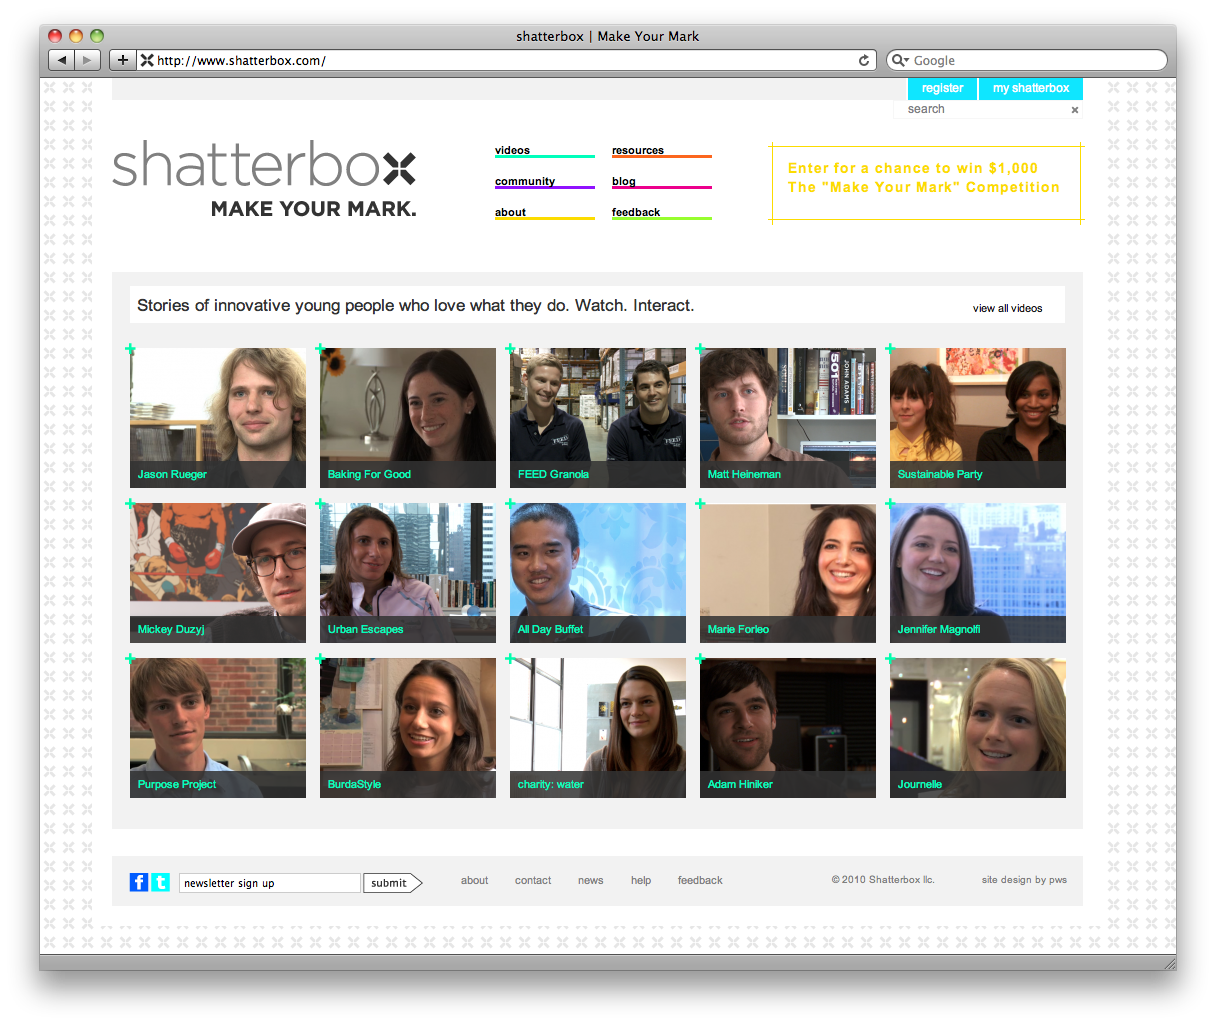 shatterbox | Make Your Mark
http://www.shatterbox.com/
Google
register
my shatterbox
search
shatterbox
MAKE YOUR MARK.
videos
resources
community
blog
about
feedback
Enter for a chance to win $1,000
The "Make Your Mark" Competition
Stories of innovative young people who love what they do. Watch. Interact.
view all videos
FEED
501
JOHN ADAMS
Jason Rueger
Baking For Good
FEED Granola
Matt Heineman
Sustainable Party
Mickey Duzyj
Urban Escapes
All Day Buffet
Marie Forleo
Jennifer Magnolfi
Purpose Project
BurdaStyle
charity: water
Adam Hiniker
Journelle
f
t
newsletter sign up
submit
about
contact
news
help
feedback
© 2010 Shatterbox llc.
site design by pws